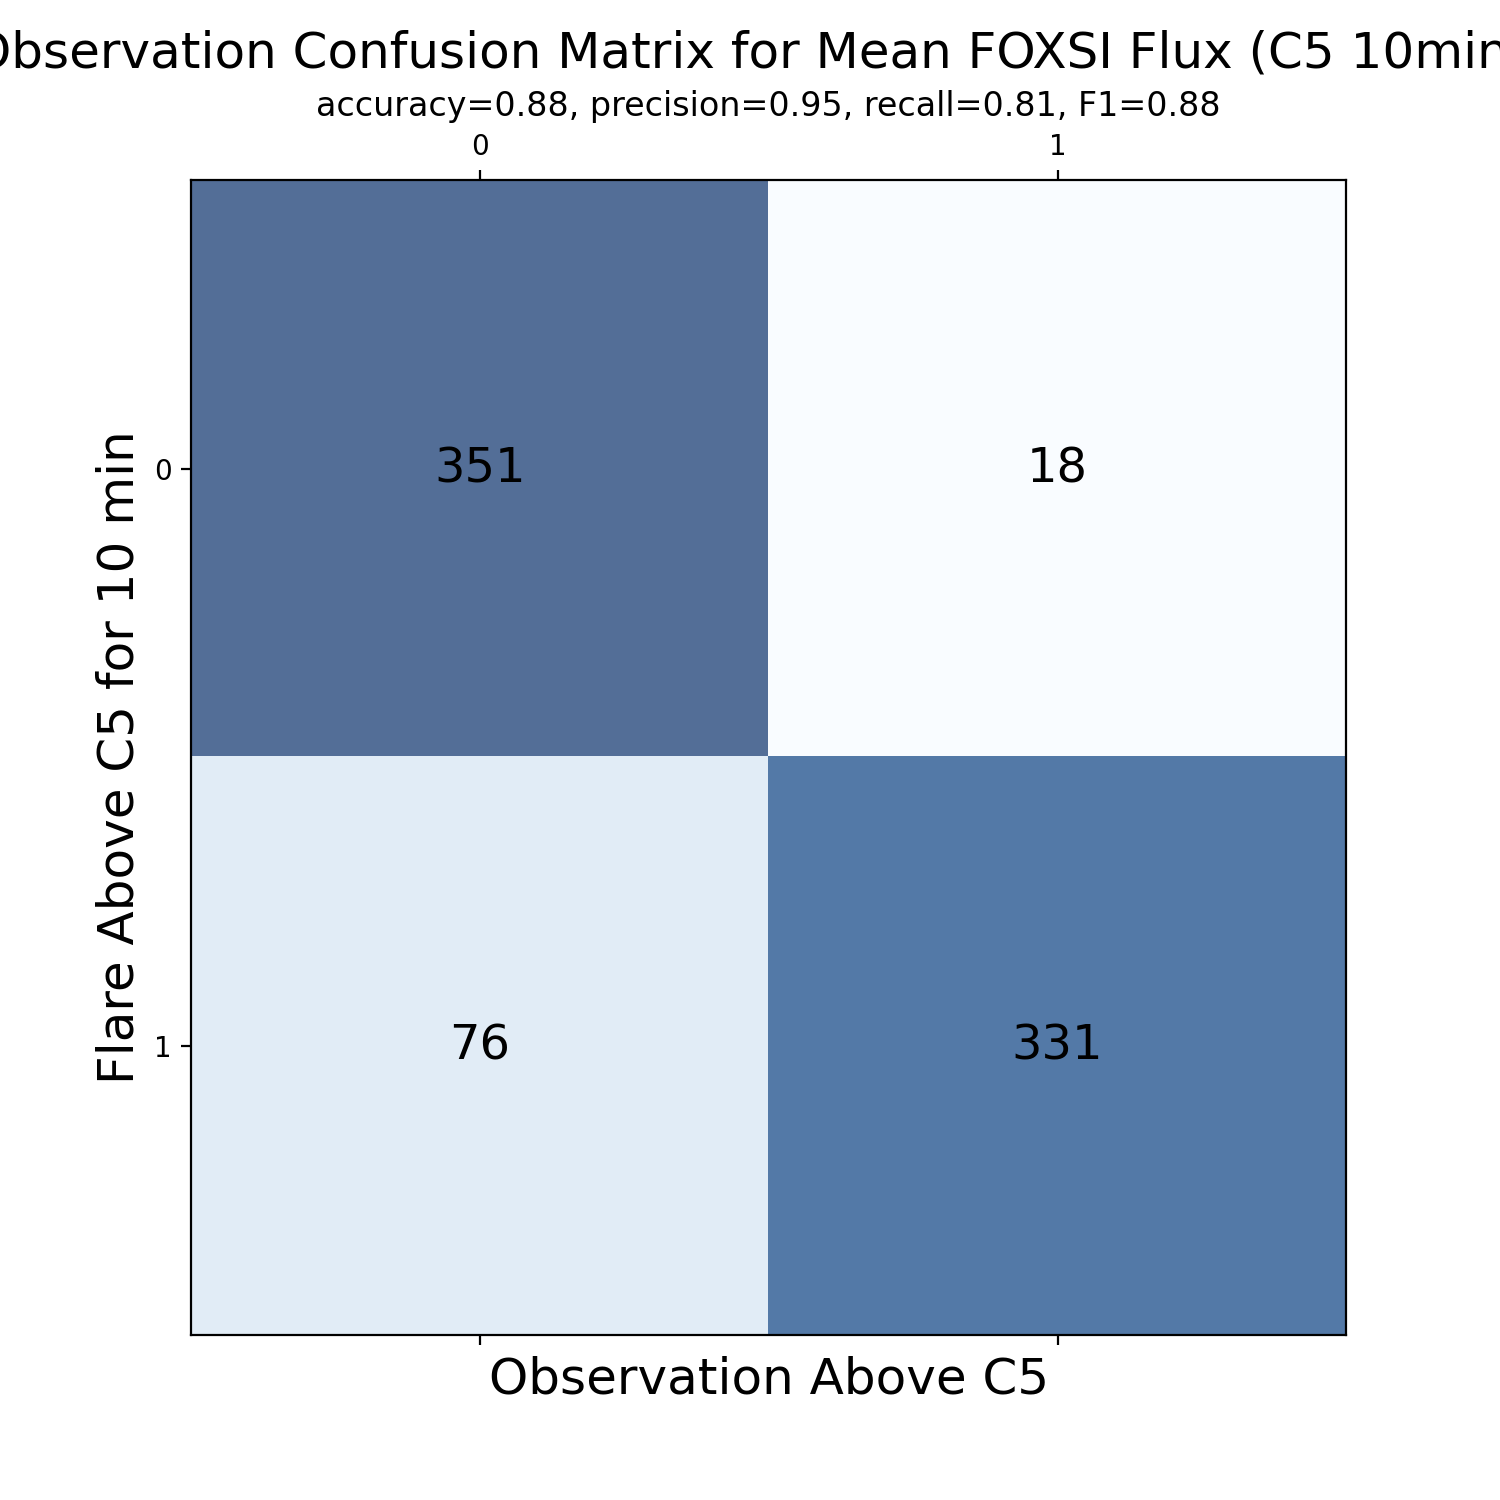 Observation Confusion Matrix for Mean FOXSI Flux (C5 10min
accuracy=0.88, precision=0.95, recall=0.81, F1=0.88
0 1
Flare Above C5 for 10 min
0 351 18
1 76 331
Observation Above C5